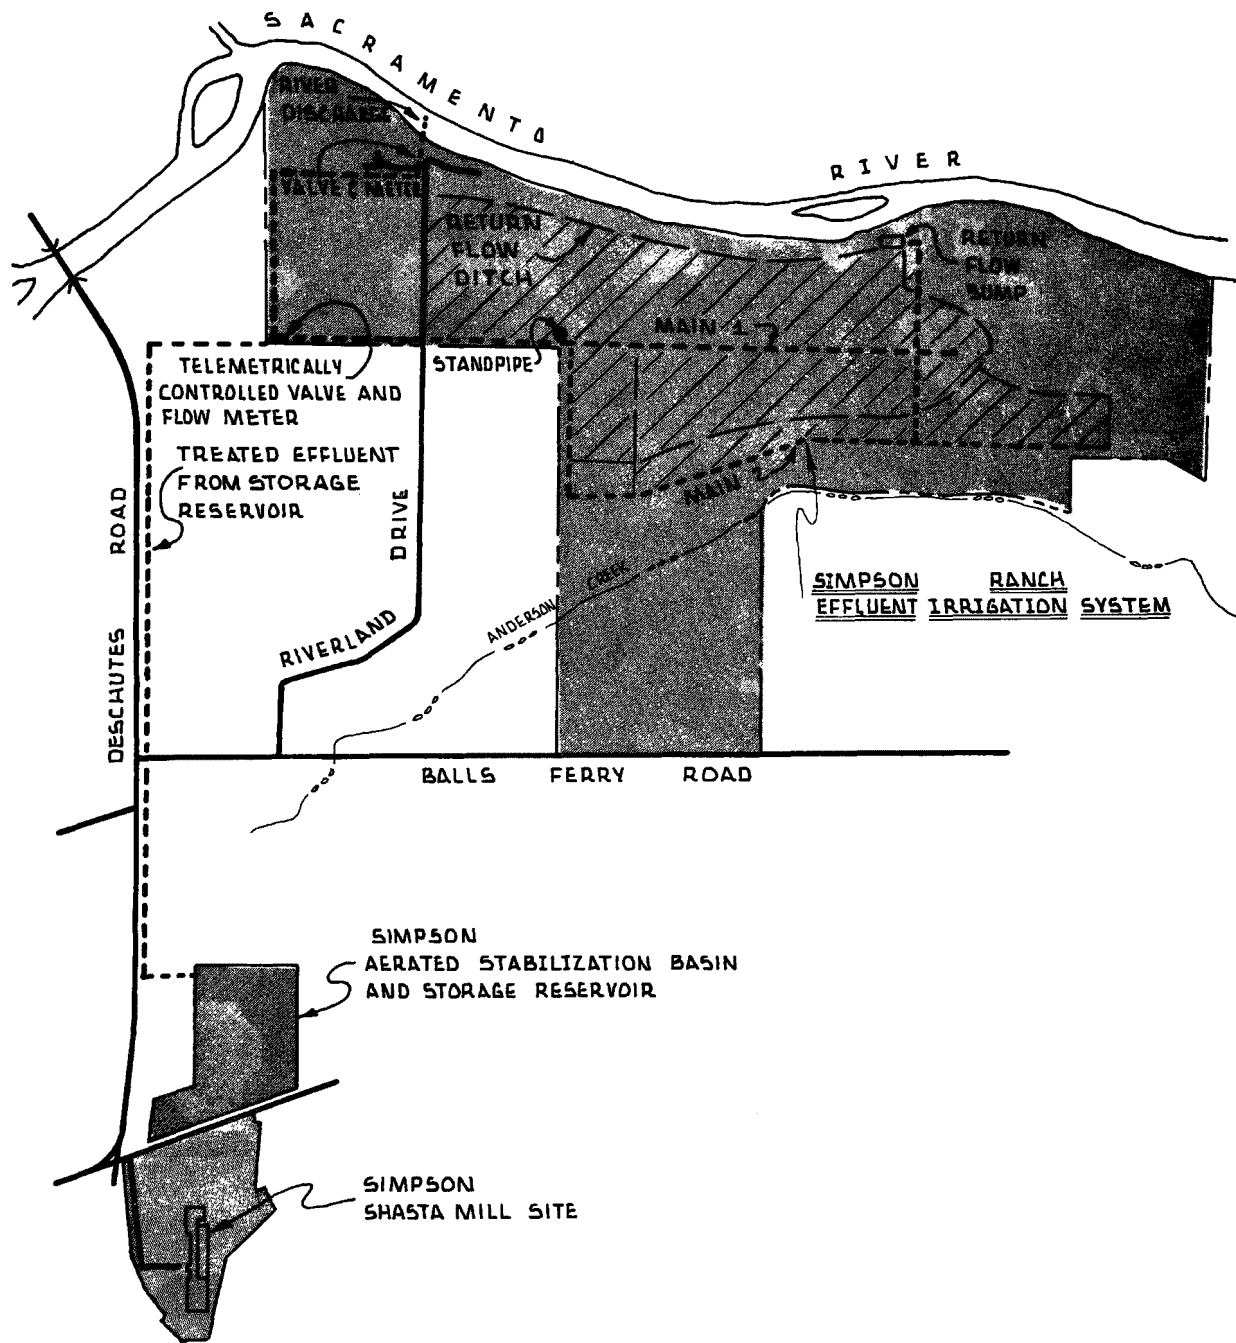 SACRAMENTO
RIVER
RIVER
DISCHARGE
VALVE & METER
RETURN
FLOW
DITCH
RETURN
FLOW
SUMP
MAIN 1
STANDPIPE
TELEMETRICALLY
CONTROLLED VALVE AND
FLOW METER
TREATED EFFLUENT
FROM STORAGE
RESERVOIR
MAIN 2
DESCHUTES ROAD
RIVERLAND DRIVE
ANDERSON CREEK
SIMPSON RANCH
EFFLUENT IRRIGATION SYSTEM
BALLS FERRY ROAD
SIMPSON
AERATED STABILIZATION BASIN
AND STORAGE RESERVOIR
SIMPSON
SHASTA MILL SITE